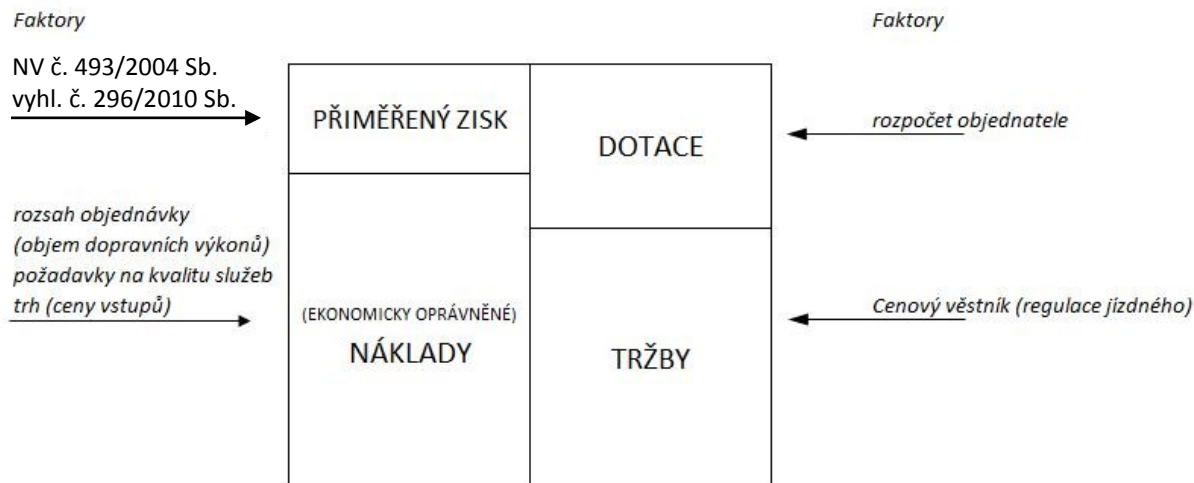 Faktory
NV č. 493/2004 Sb.
vyhl. č. 296/2010 Sb.
rozsah objednávky
(objem dopravních výkonů)
požadavky na kvalitu služeb
trh (ceny vstupů)
PŘIMĚŘENÝ ZISK
(EKONOMICKY OPRÁVNĚNÉ)
NÁKLADY
DOTACE
TRŽBY
Faktory
rozpočet objednatele
Cenový věstník (regulace jízdného)